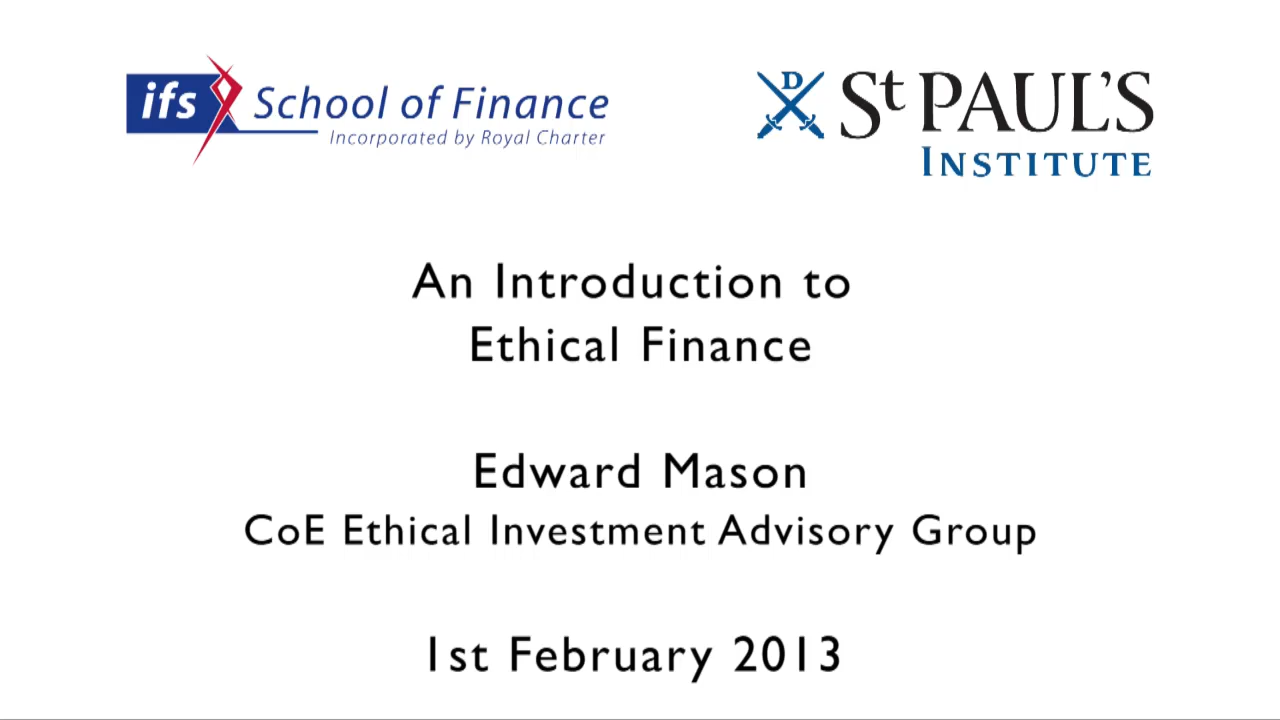 ifs School of Finance
Incorporated by Royal Charter
D St PAUL'S
INSTITUTE
An Introduction to
Ethical Finance
Edward Mason
CoE Ethical Investment Advisory Group
1st February 2013